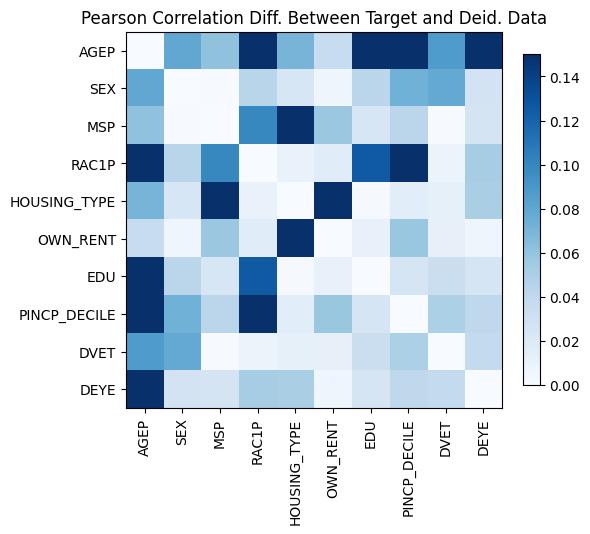 Pearson Correlation Diff. Between Target and Deid. Data
AGEP
SEX
MSP
RAC1P
HOUSING_TYPE
OWN_RENT
EDU
PINCP_DECILE
DVET
DEYE
AGEP
SEX
MSP
RAC1P
HOUSING_TYPE
OWN_RENT
EDU
PINCP_DECILE
DVET
DEYE
0.14
0.12
0.10
0.08
0.06
0.04
0.02
0.00